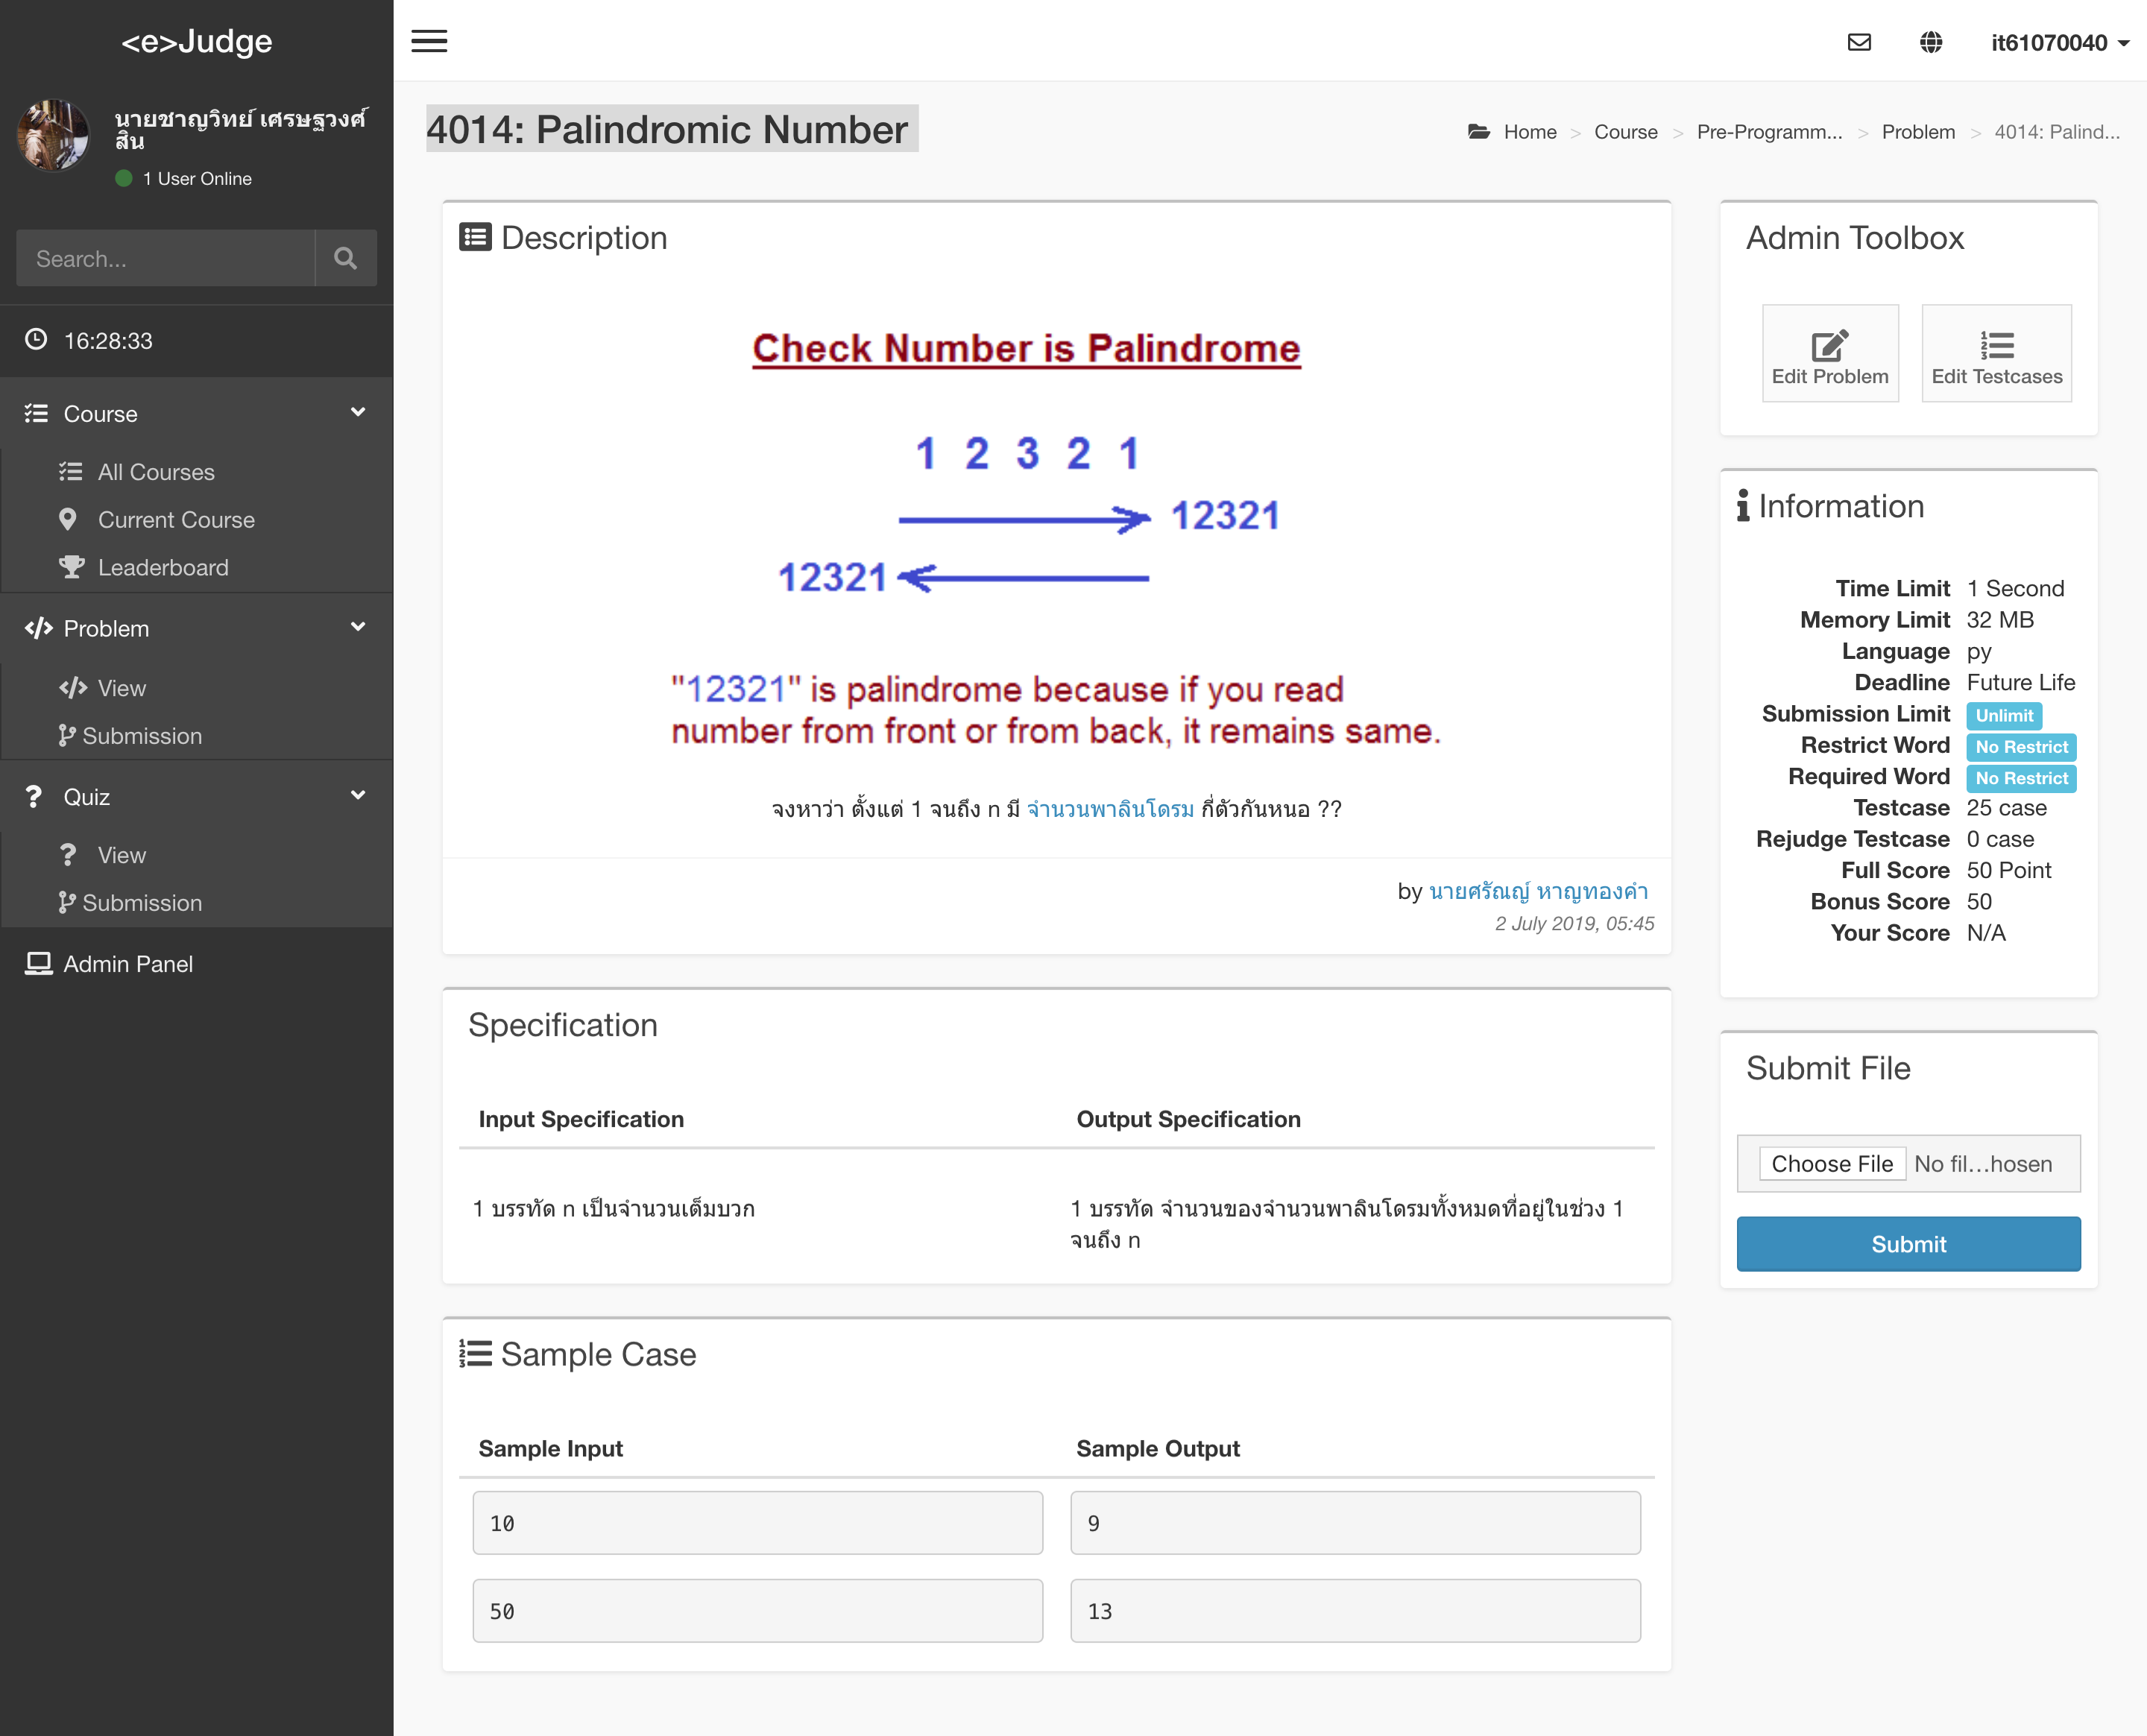 <e>Judge
it61070040
นายชาญวิทย์ เศรษฐวงศ์
สิน
1 User Online
Search...
16:28:33
Course
All Courses
Current Course
Leaderboard
Problem
View
Submission
Quiz
View
Submission
Admin Panel
4014: Palindromic Number
Home > Course > Pre-Programm... > Problem > 4014: Palind...
Description
Check Number is Palindrome
1 2 3 2 1
12321
12321
"12321" is palindrome because if you read
number from front or from back, it remains same.
จงหาว่า ตั้งแต่ 1 จนถึง n มี จำนวนพาลินโดรม กี่ตัวกันหนอ ??
by นายศรัณญ์ หาญทองคำ
2 July 2019, 05:45
Specification
Input Specification Output Specification
1 บรรทัด n เป็นจำนวนเต็มบวก
1 บรรทัด จำนวนของจำนวนพาลินโดรมทั้งหมดที่อยู่ในช่วง 1
จนถึง n
Sample Case
Sample Input Sample Output
10 9
50 13
Admin Toolbox
Edit Problem Edit Testcases
Information
Time Limit 1 Second
Memory Limit 32 MB
Language py
Deadline Future Life
Submission Limit Unlimit
Restrict Word No Restrict
Required Word No Restrict
Testcase 25 case
Rejudge Testcase 0 case
Full Score 50 Point
Bonus Score 50
Your Score N/A
Submit File
Choose File No fil...hosen
Submit